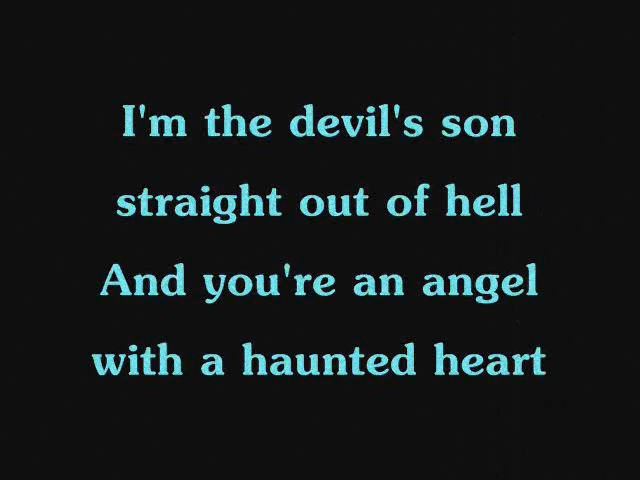 I'm the devil's son
straight out of hell
And you're an angel
with a haunted heart